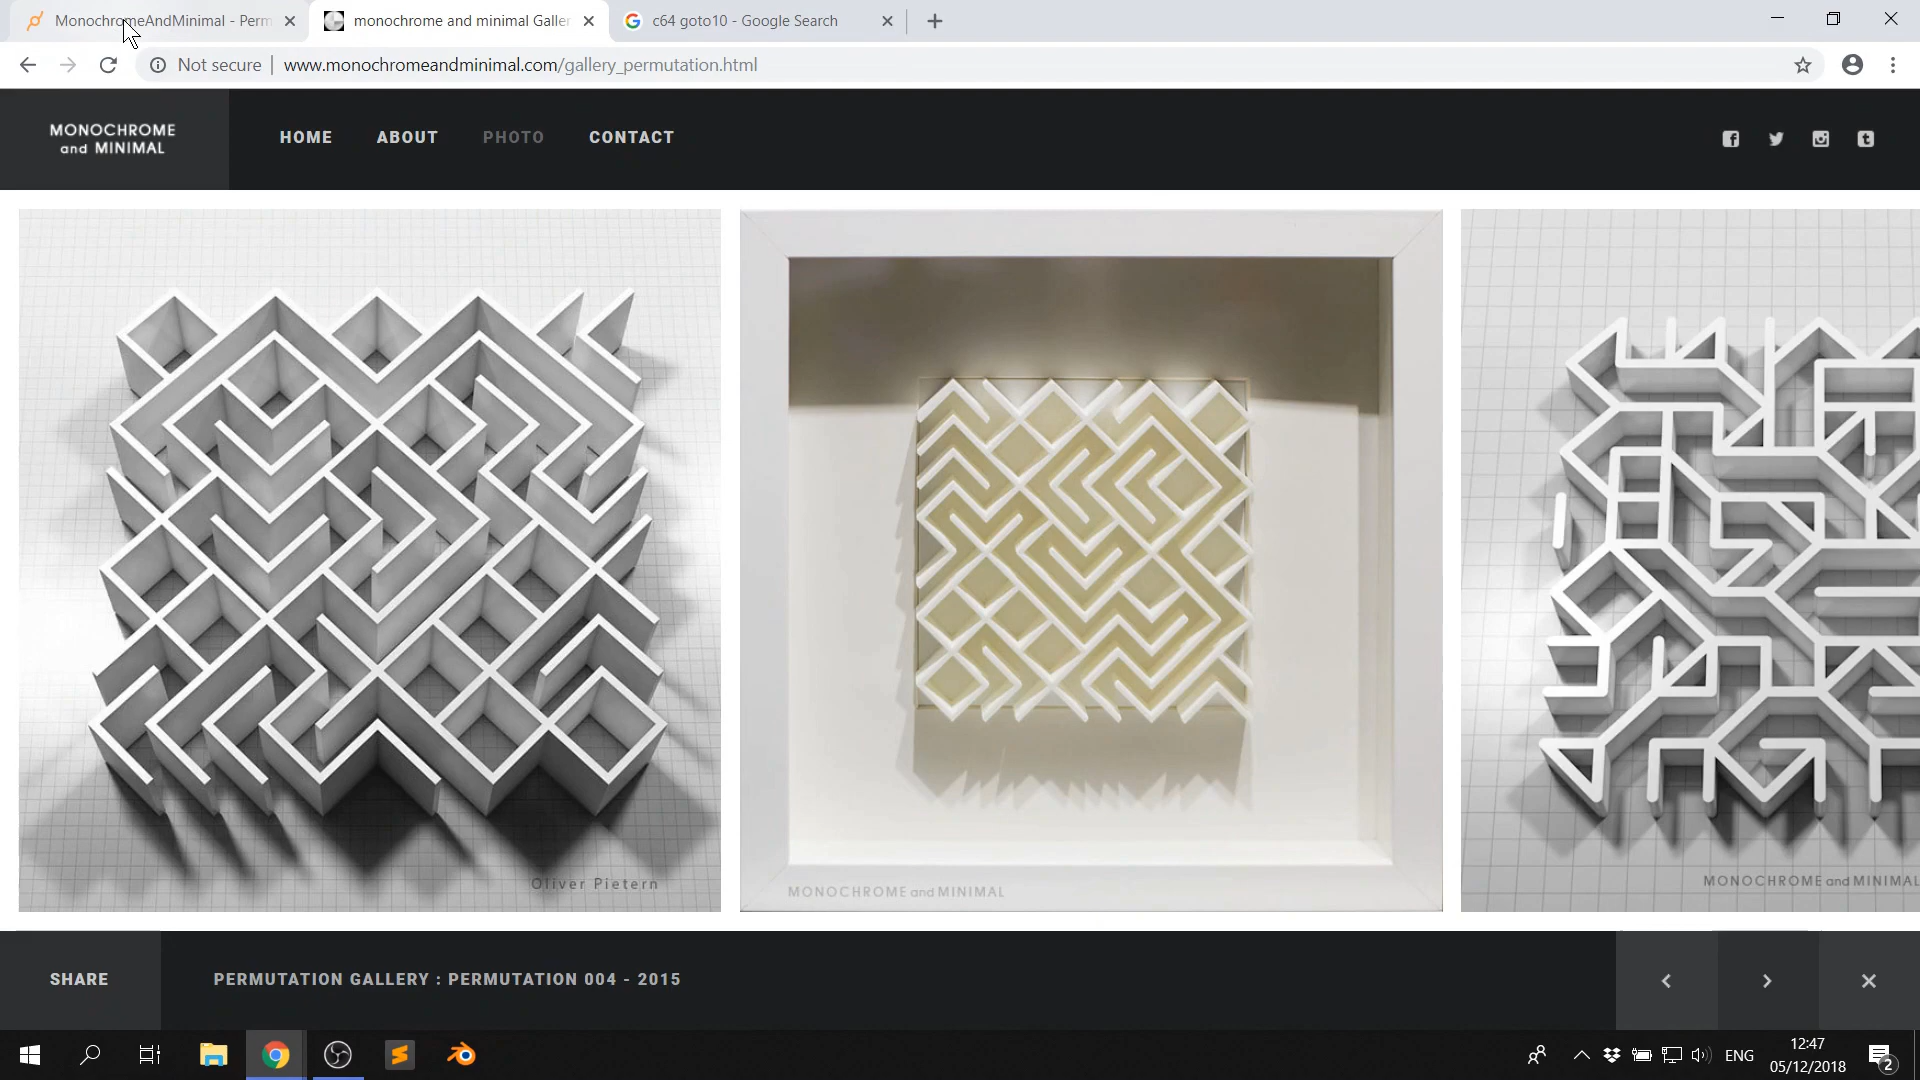 MonochromeAndMinimal - Perm
monochrome and minimal Galler
c64 goto10 - Google Search
Not secure
www.monochromeandminimal.com/gallery_permutation.html
MONOCHROME
and MINIMAL
HOME
ABOUT
PHOTO
CONTACT
Oliver Pietern
MONOCHROME and MINIMAL
MONOCHROME and MINIMAL
SHARE
PERMUTATION GALLERY : PERMUTATION 004 - 2015
ENG
12:47
05/12/2018
2